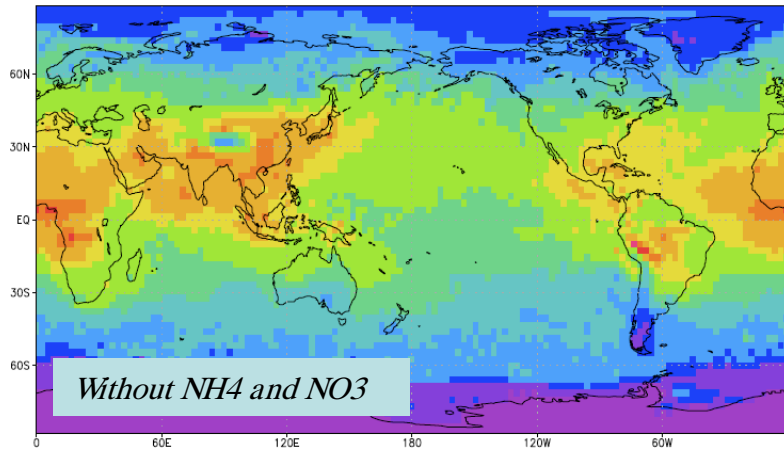 60N
30N
EQ
30S
60S
Without NH4 and NO3
0 60E 120E 180 120W 60W